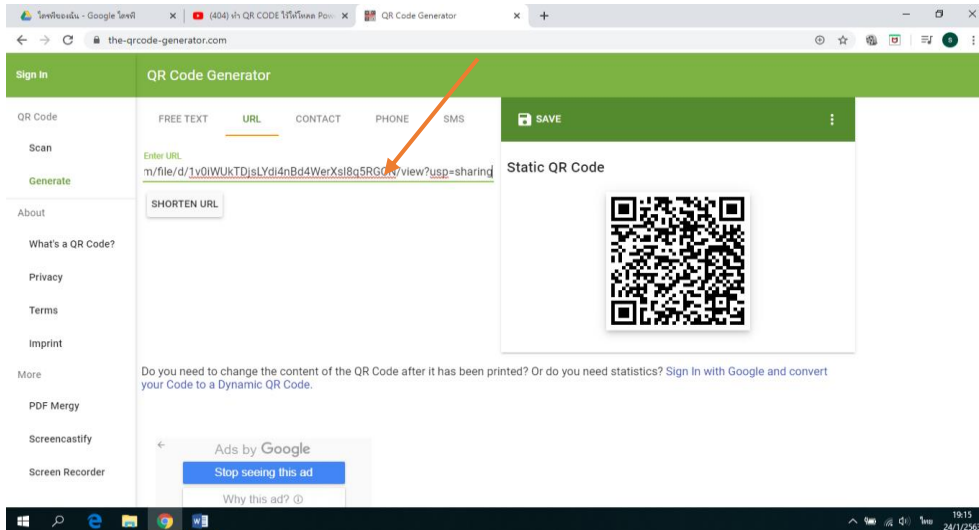 ไดรฟ์ของฉัน - Google ไดรฟ์
(404) ทำ QR CODE ไว้ให้โหลด Pow
QR Code Generator
the-qrcode-generator.com
Sign In
QR Code Generator
QR Code
Scan
Generate
About
What's a QR Code?
Privacy
Terms
Imprint
More
PDF Mergy
Screencastify
Screen Recorder
FREE TEXT URL CONTACT PHONE SMS
Enter URL
m/file/d/1v0iWUkTDjsLYdi4nBd4WerXsI8q5RGON/view?usp=sharing
SHORTEN URL
SAVE
Static QR Code
Do you need to change the content of the QR Code after it has been printed? Or do you need statistics? Sign In with Google and convert
your Code to a Dynamic QR Code.
Ads by Google
Stop seeing this ad
Why this ad?
ไทย
19:15
24/1/256